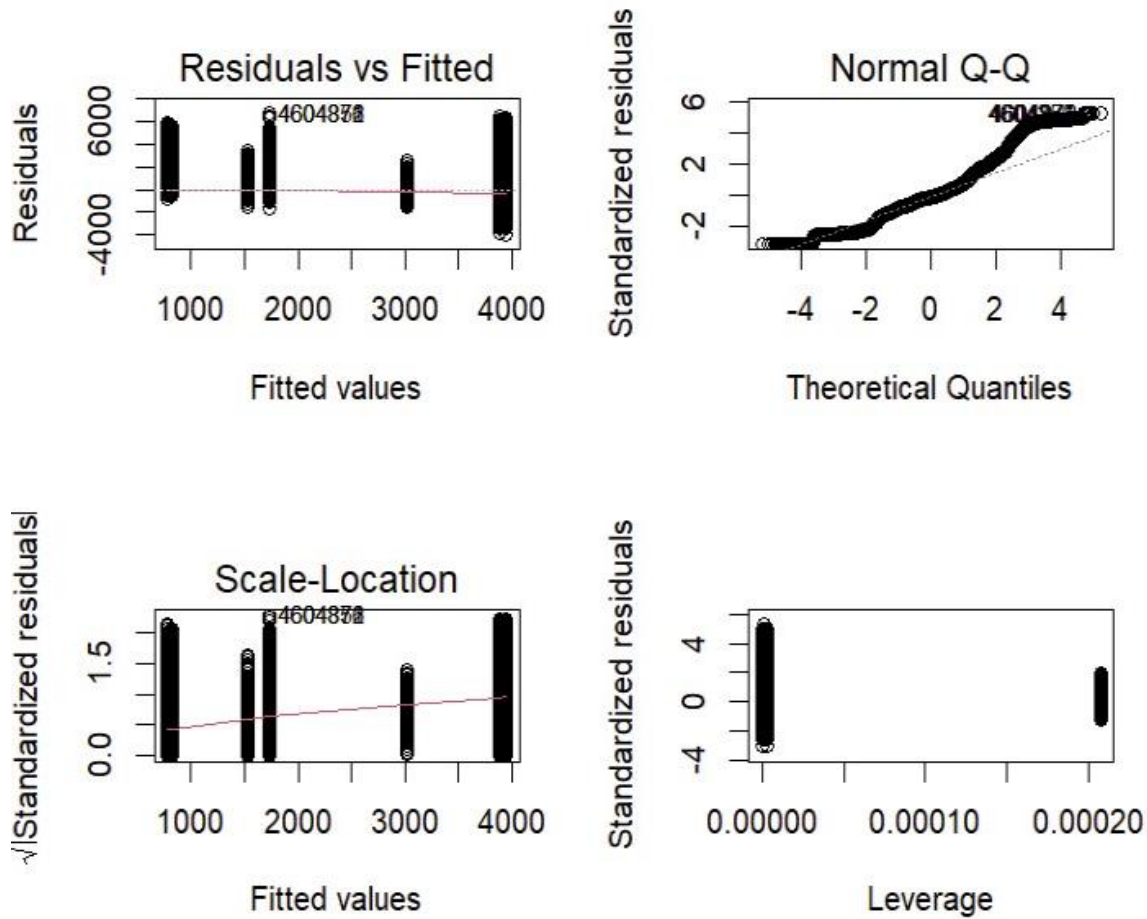 Residuals vs Fitted
Residuals
6000
-4000
1000 2000 3000 4000
Fitted values
Normal Q-Q
Standardized residuals
6
2
-2
-4 -2 0 2 4
Theoretical Quantiles
Scale-Location
√|Standardized residuals|
1.5
0.0
1000 2000 3000 4000
Fitted values
Standardized residuals
4
0
-4
0.00000 0.00010 0.00020
Leverage